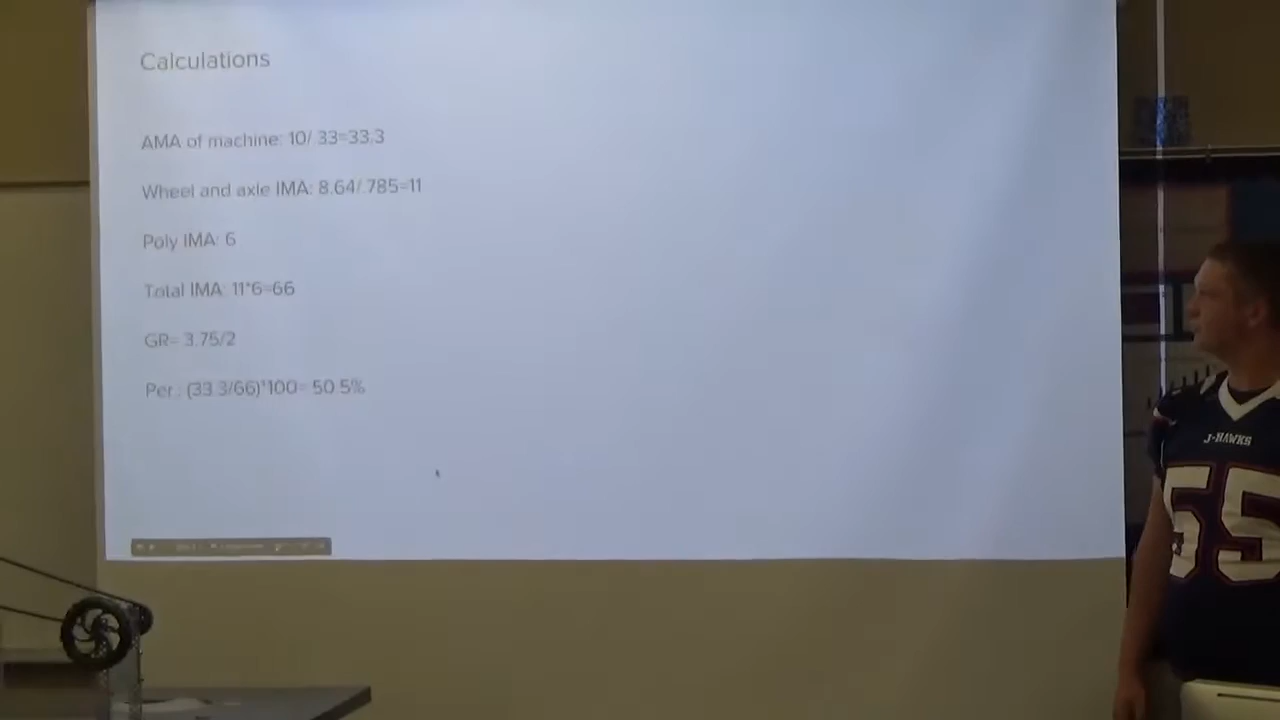 Calculations
AMA of machine: 10/.33=33.3
Wheel and axle IMA: 8.64/.785=11
Poly IMA: 6
Total IMA: 11*6=66
GR= 3.75/2
Per.: (33.3/66)*100= 50.5%
J-HAWKS
55